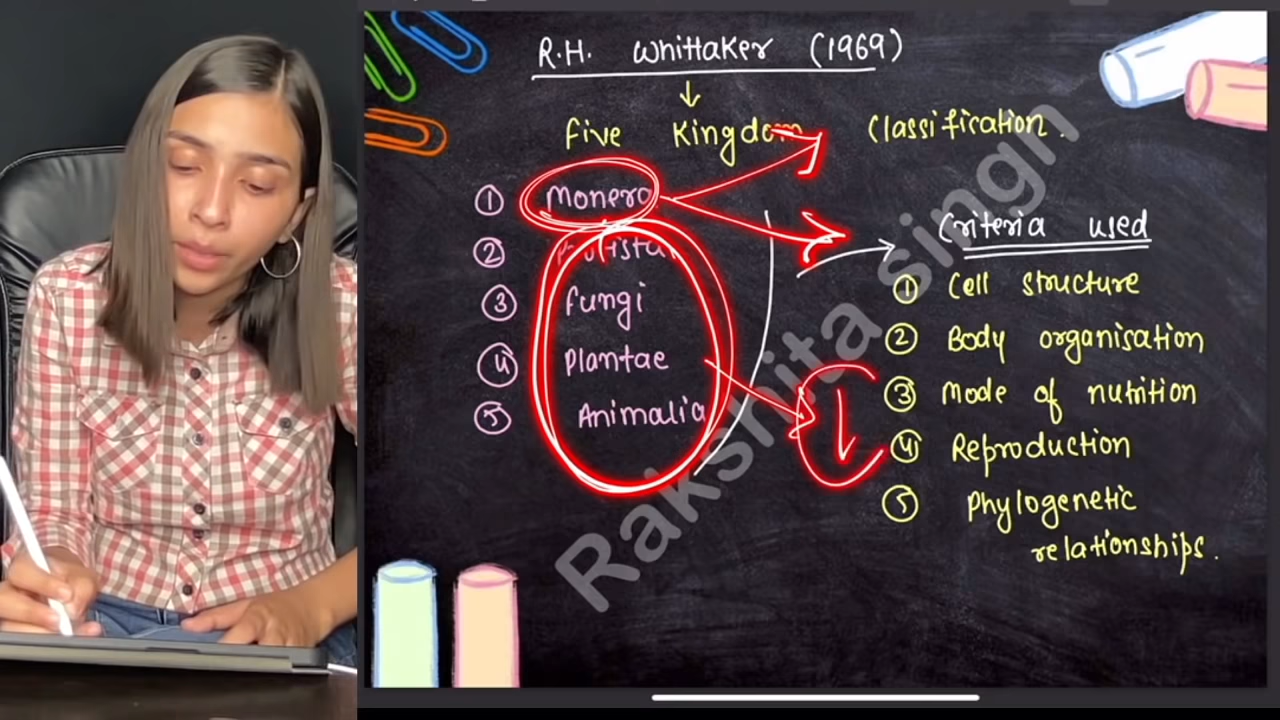 R.H. Whittaker (1969)
↓
Five Kingdom Classification.
① Monera
② Protista
③ Fungi
④ Plantae
⑤ Animalia
Criteria used
① Cell structure
② Body organisation
③ Mode of nutrition
④ Reproduction
⑤ Phylogenetic
relationships.
Rakshita singh